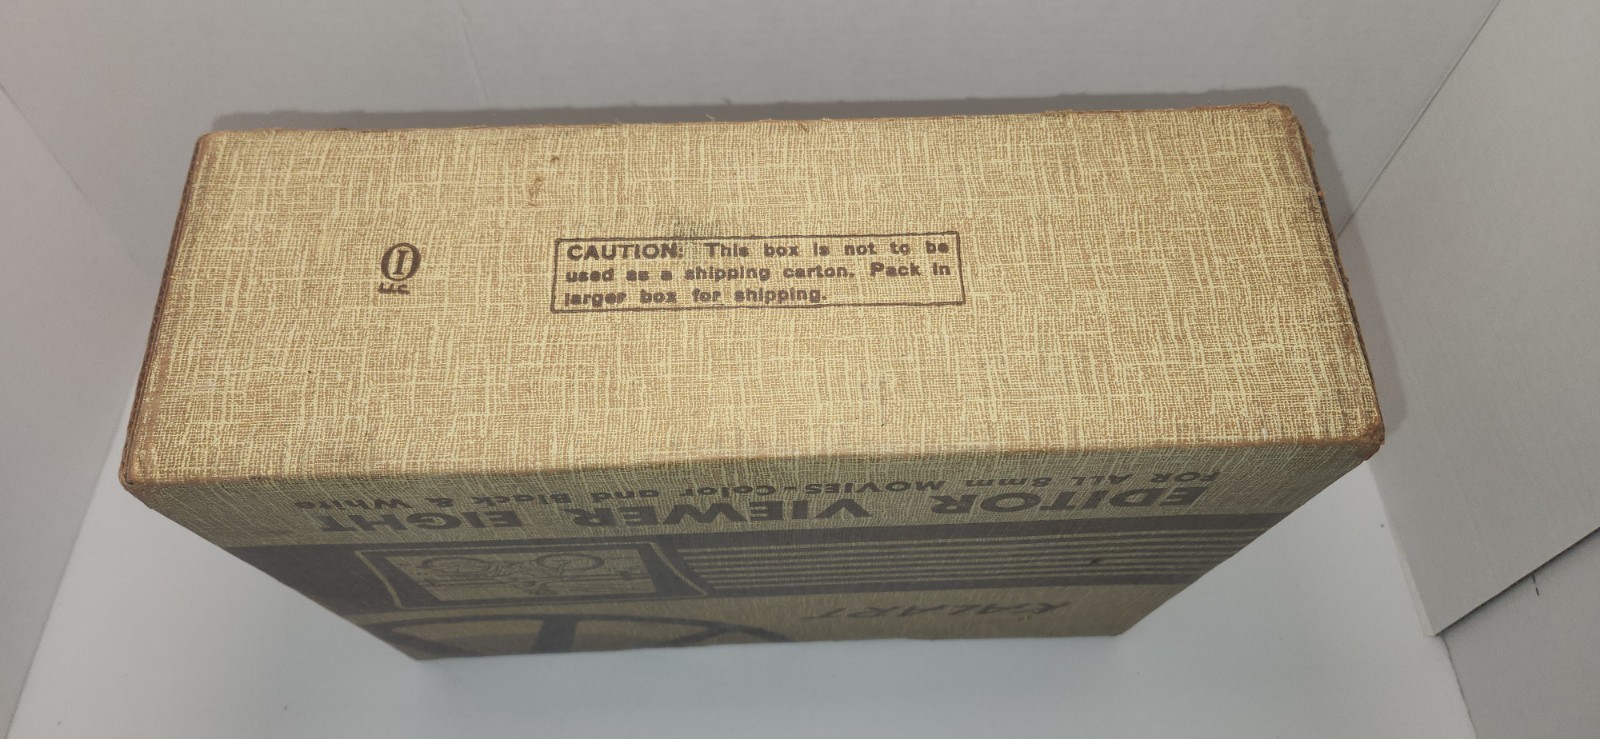 CAUTION: This box is not to be
used as a shipping carton. Pack in
larger box for shipping.
I
FOR ALL 8mm MOVIES-Color and Black & White
EDITOR VIEWER EIGHT
KALART